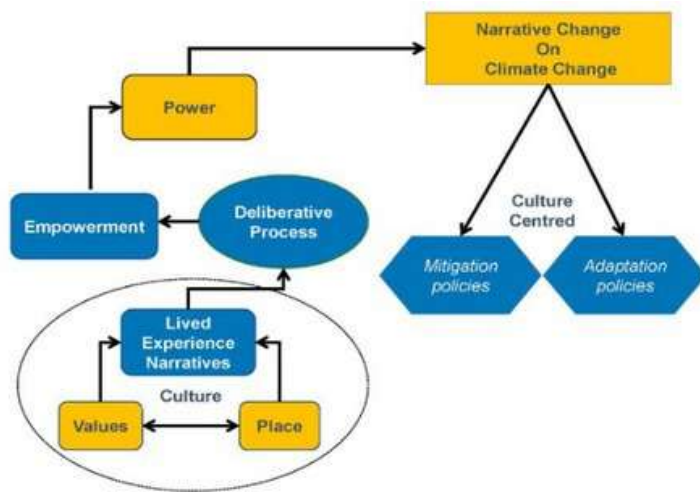 Narrative Change
On
Climate Change
Power
Empowerment
Deliberative
Process
Culture
Centred
Mitigation
policies
Adaptation
policies
Lived
Experience
Narratives
Culture
Values
Place